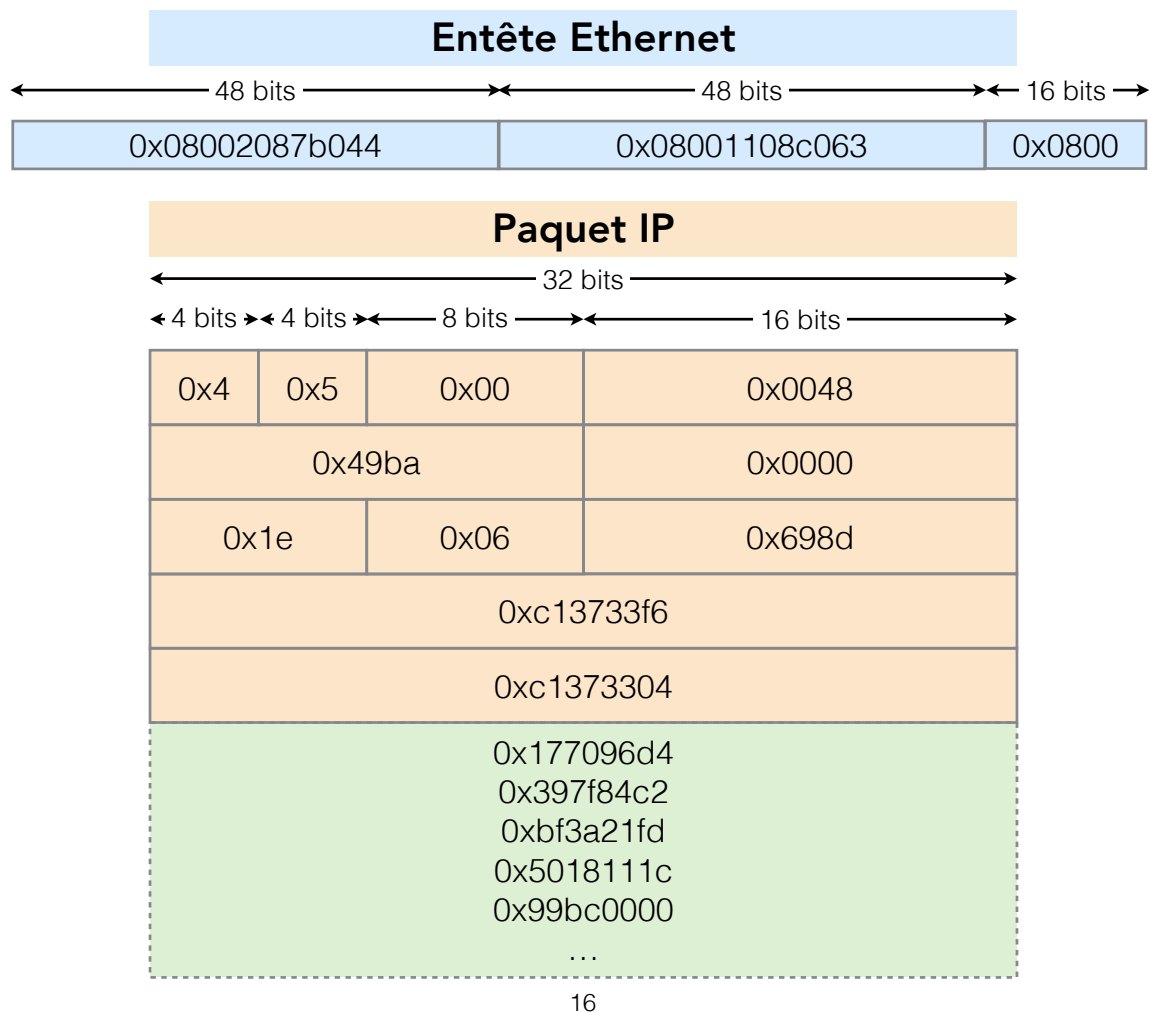 Entête Ethernet
48 bits 48 bits 16 bits
0x08002087b044 0x08001108c063 0x0800
Paquet IP
32 bits
4 bits 4 bits 8 bits 16 bits
0x4 0x5 0x00 0x0048
0x49ba 0x0000
0x1e 0x06 0x698d
0xc13733f6
0xc1373304
0x177096d4
0x397f84c2
0xbf3a21fd
0x5018111c
0x99bc0000
…
16